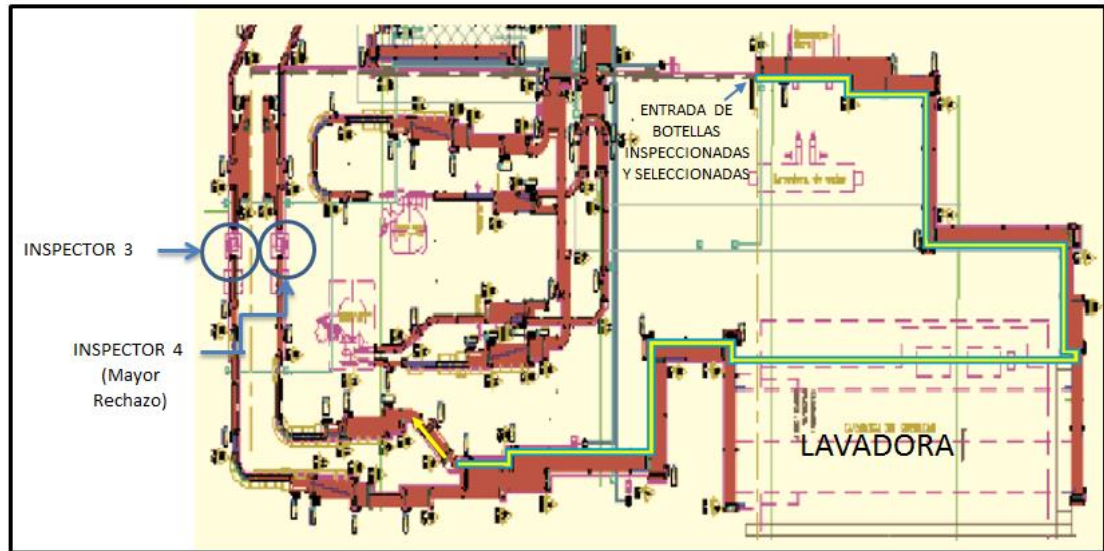 ENTRADA DE
BOTELLAS
INSPECCIONADAS
Y SELECCIONADAS
INSPECTOR 3
INSPECTOR 4
(Mayor
Rechazo)
LAVADORA